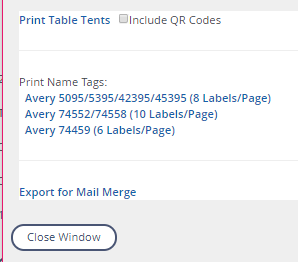 Print Table Tents Include QR Codes
Print Name Tags:
Avery 5095/5395/42395/45395 (8 Labels/Page)
Avery 74552/74558 (10 Labels/Page)
Avery 74459 (6 Labels/Page)
Export for Mail Merge
Close Window